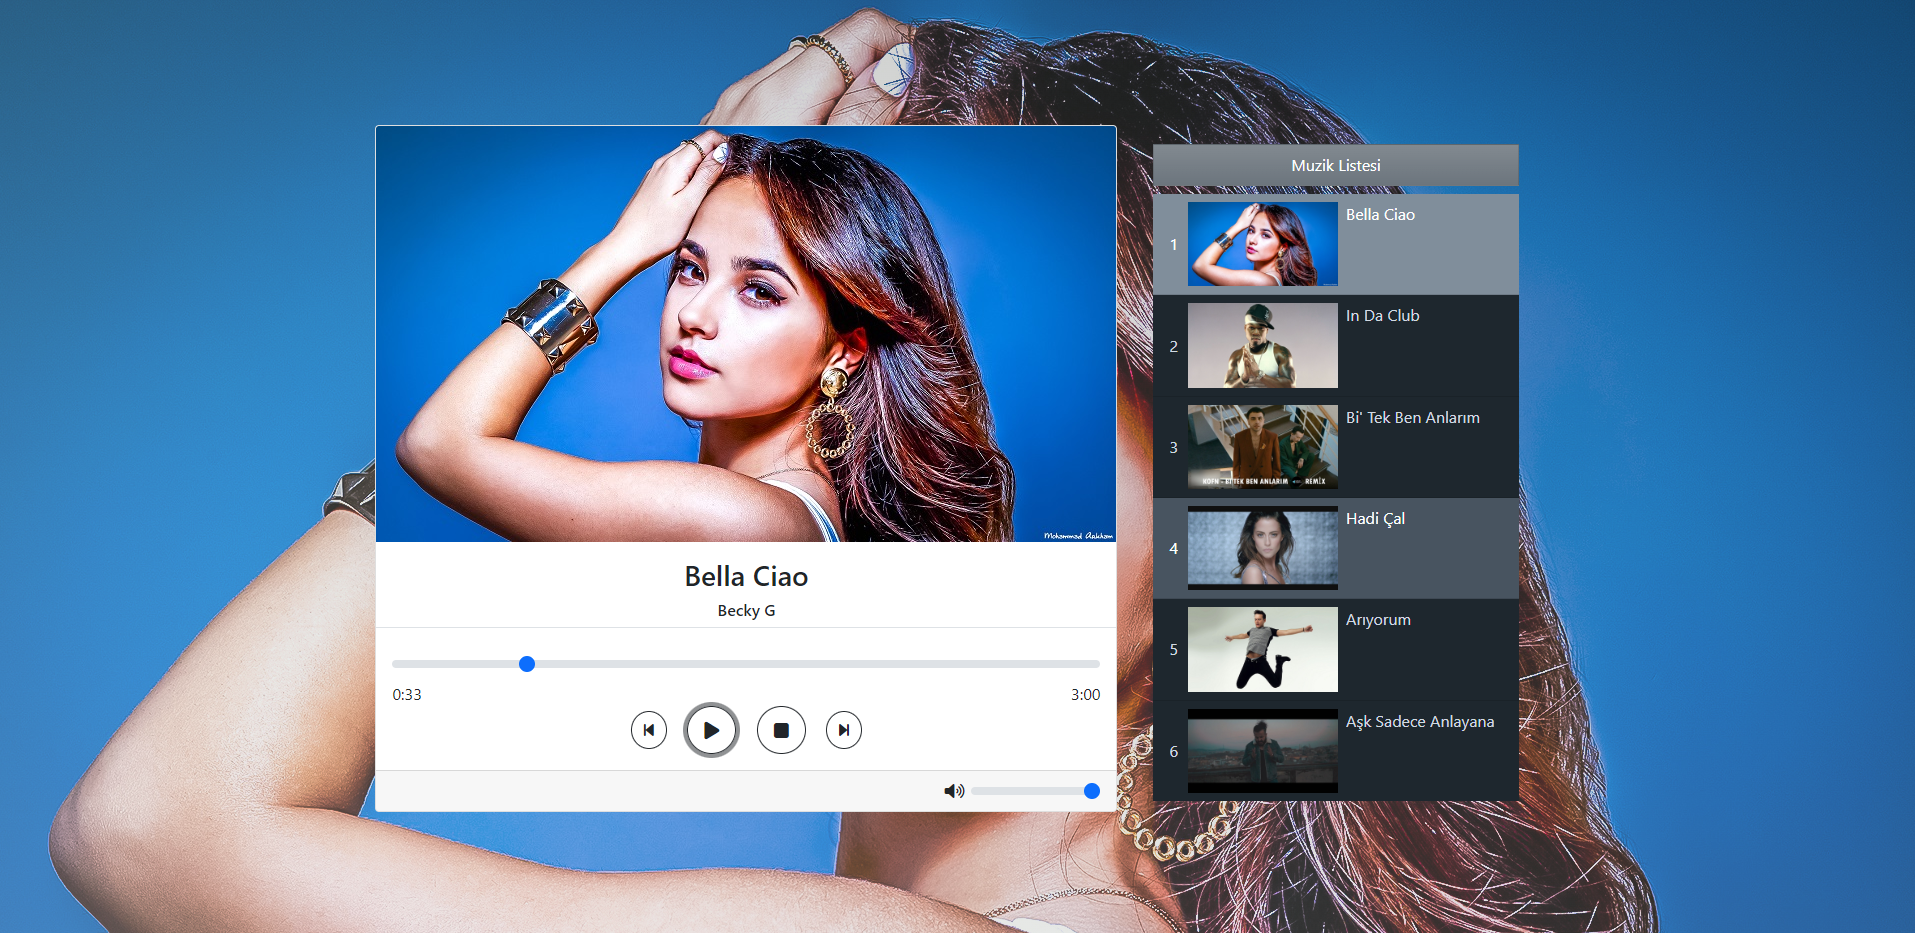 Mohammad Arkham
Bella Ciao
Becky G
0:33
3:00
Muzik Listesi
1
Bella Ciao
2
In Da Club
3
Bi' Tek Ben Anlarım
KOFN - Bİ TEK BEN ANLARIM
REMİX
4
Hadi Çal
5
Arıyorum
6
Aşk Sadece Anlayana